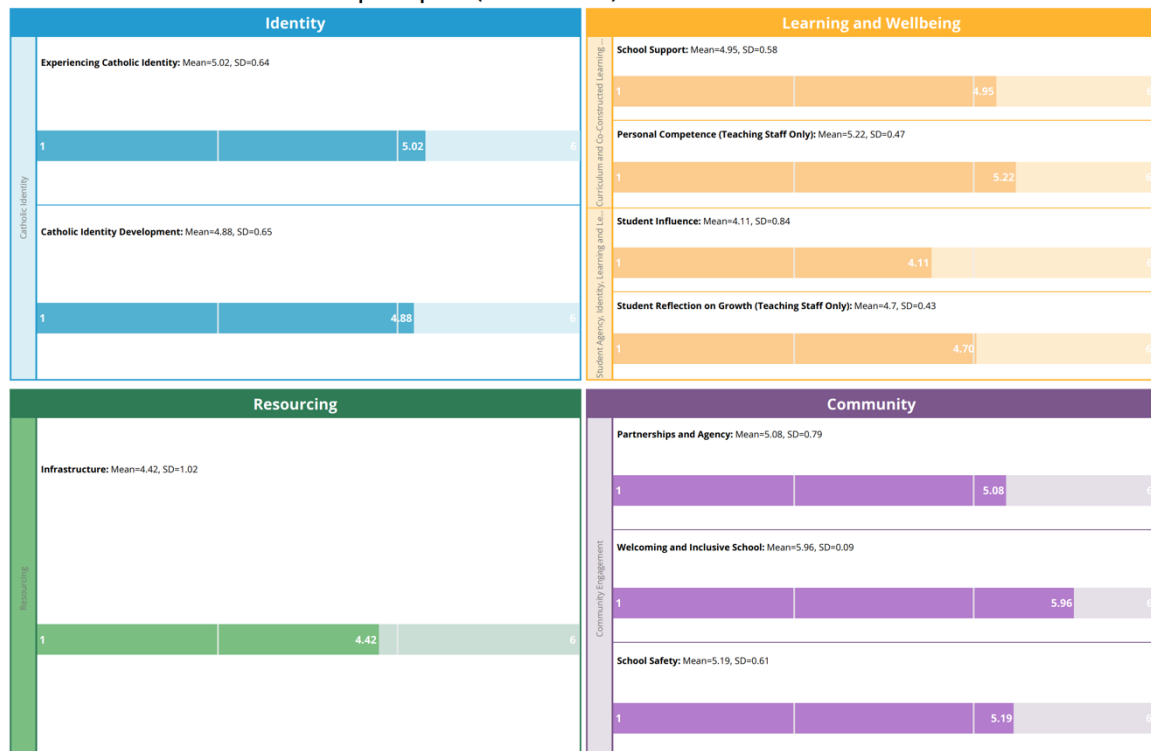 Identity
Catholic Identity
Experiencing Catholic Identity: Mean=5.02, SD=0.64
1 5.02 6
Catholic Identity Development: Mean=4.88, SD=0.65
1 4.88 6
Learning and Wellbeing
Curriculum and Co-Constructed Learning ...
School Support: Mean=4.95, SD=0.58
1 4.95 6
Personal Competence (Teaching Staff Only): Mean=5.22, SD=0.47
1 5.22 6
Student Agency, Identity, Learning and Le...
Student Influence: Mean=4.11, SD=0.84
1 4.11 6
Student Reflection on Growth (Teaching Staff Only): Mean=4.7, SD=0.43
1 4.70 6
Resourcing
Resourcing
Infrastructure: Mean=4.42, SD=1.02
1 4.42 6
Community
Community Engagement
Partnerships and Agency: Mean=5.08, SD=0.79
1 5.08 6
Welcoming and Inclusive School: Mean=5.96, SD=0.09
1 5.96 6
School Safety: Mean=5.19, SD=0.61
1 5.19 6